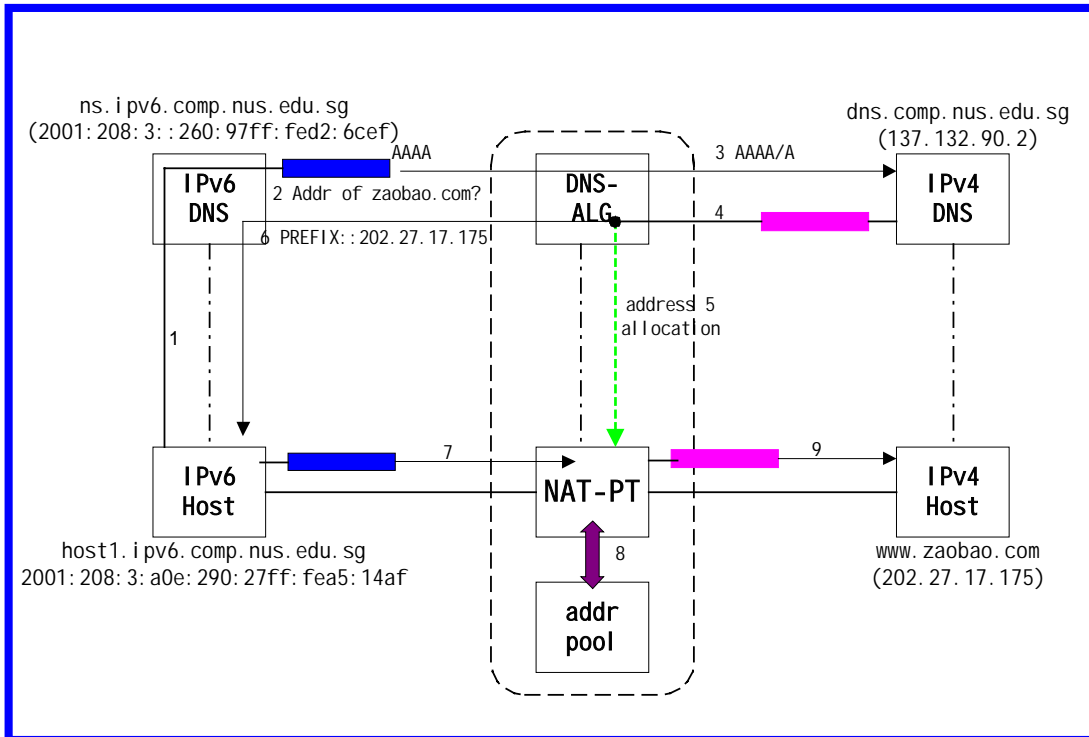 ns.ipv6.comp.nus.edu.sg
(2001:208:3::260:97ff:fed2:6cef)
dns.comp.nus.edu.sg
(137.132.90.2)
AAAA
3 AAAA/A
IPv6
DNS
2 Addr of zaobao.com?
DNS-
ALG
4
IPv4
DNS
6 PREFIX::202.27.17.175
address 5
allocation
1
IPv6
Host
7
NAT-PT
9
IPv4
Host
host1.ipv6.comp.nus.edu.sg
2001:208:3:a0e:290:27ff:fea5:14af
8
www.zaobao.com
(202.27.17.175)
addr
pool